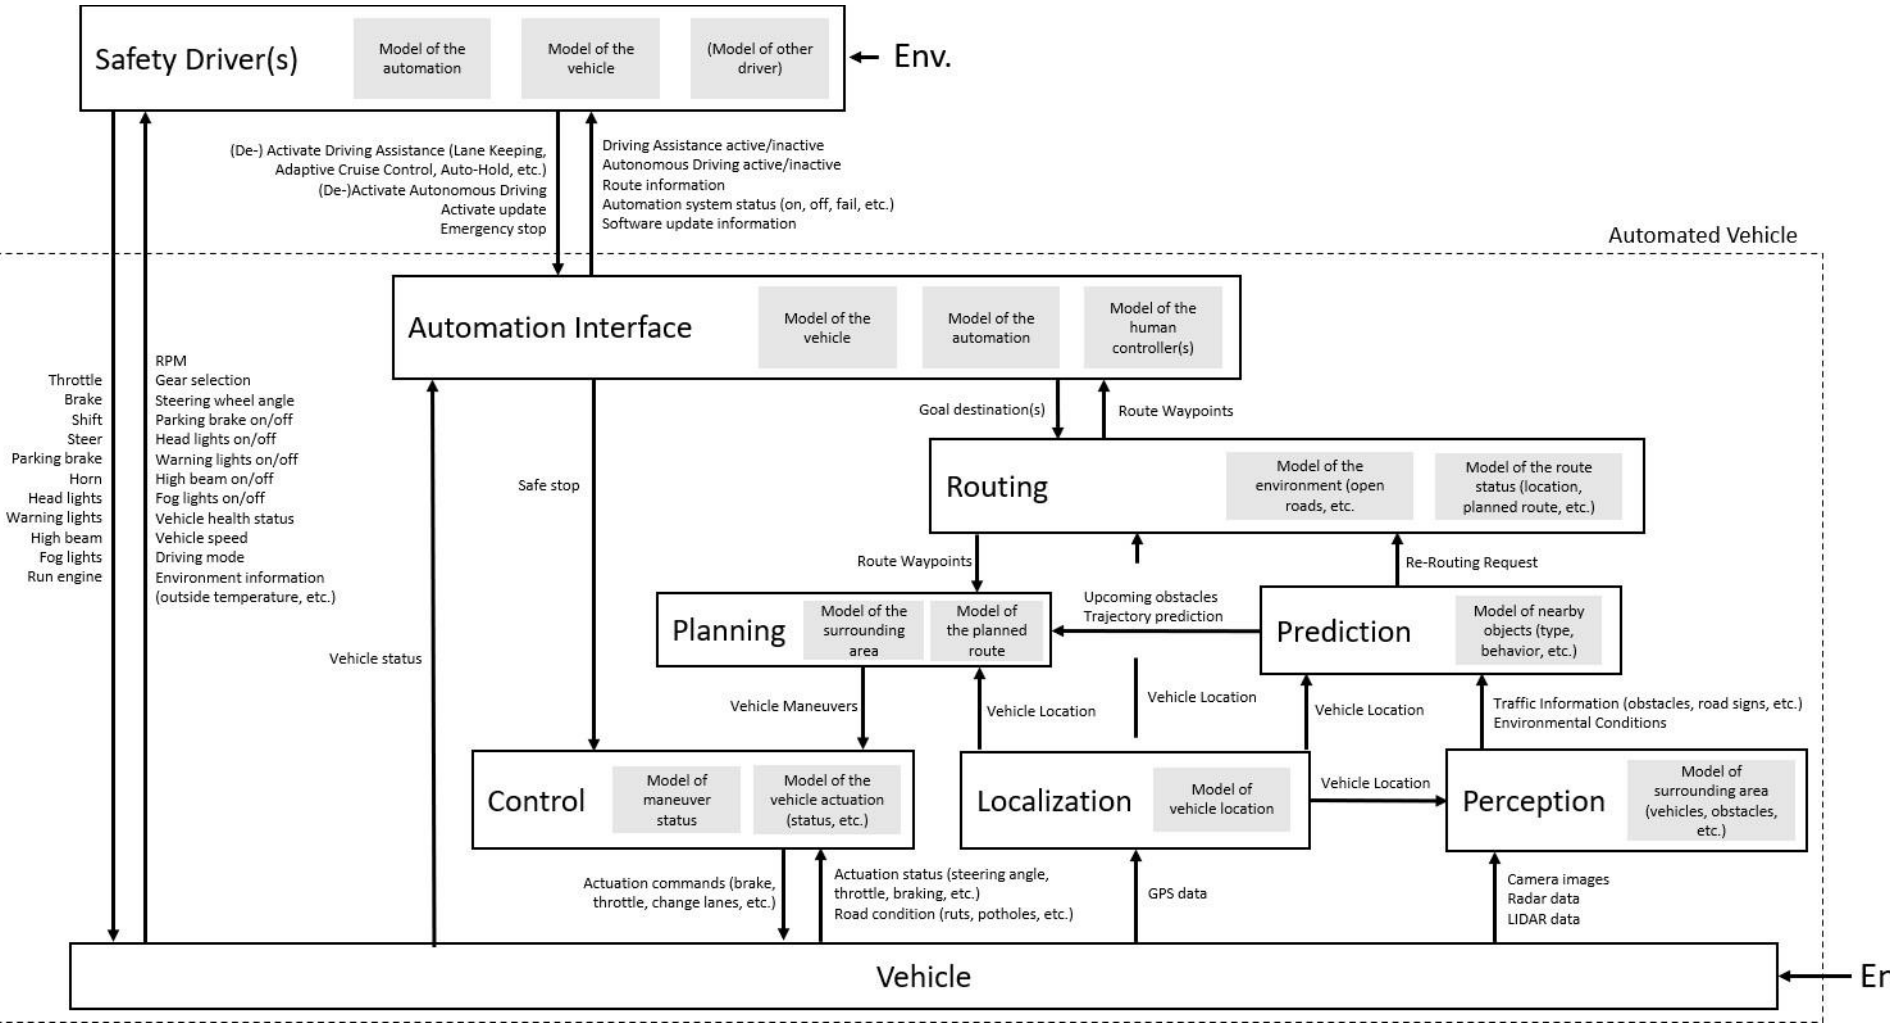 Safety Driver(s)
Model of the
automation
Model of the
vehicle
(Model of other
driver)
Env.
(De-) Activate Driving Assistance (Lane Keeping,
Adaptive Cruise Control, Auto-Hold, etc.)
(De-)Activate Autonomous Driving
Activate update
Emergency stop
Driving Assistance active/inactive
Autonomous Driving active/inactive
Route information
Automation system status (on, off, fail, etc.)
Software update information
Automated Vehicle
Automation Interface
Model of the
vehicle
Model of the
automation
Model of the
human
controller(s)
Throttle
Brake
Shift
Steer
Parking brake
Horn
Head lights
Warning lights
High beam
Fog lights
Run engine
RPM
Gear selection
Steering wheel angle
Parking brake on/off
Head lights on/off
Warning lights on/off
High beam on/off
Fog lights on/off
Vehicle health status
Vehicle speed
Driving mode
Environment information
(outside temperature, etc.)
Vehicle status
Safe stop
Goal destination(s)
Route Waypoints
Routing
Model of the
environment (open
roads, etc.
Model of the route
status (location,
planned route, etc.)
Route Waypoints
Re-Routing Request
Planning
Model of the
surrounding
area
Model of
the planned
route
Upcoming obstacles
Trajectory prediction
Prediction
Model of nearby
objects (type,
behavior, etc.)
Vehicle Maneuvers
Vehicle Location
Vehicle Location
Vehicle Location
Traffic Information (obstacles, road signs, etc.)
Environmental Conditions
Control
Model of
maneuver
status
Model of the
vehicle actuation
(status, etc.)
Localization
Model of
vehicle location
Vehicle Location
Perception
Model of
surrounding area
(vehicles, obstacles,
etc.)
Actuation commands (brake,
throttle, change lanes, etc.)
Actuation status (steering angle,
throttle, braking, etc.)
Road condition (ruts, potholes, etc.)
GPS data
Camera images
Radar data
LIDAR data
Vehicle